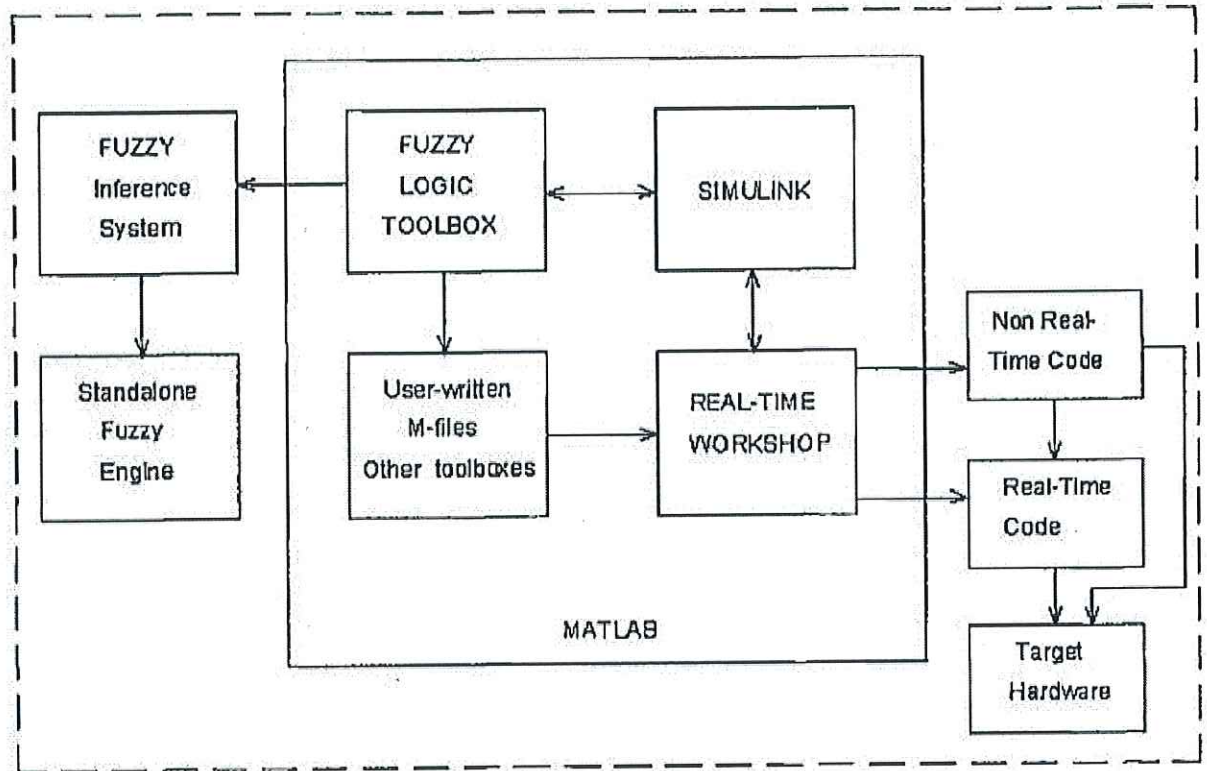 FUZZY
Inference
System
FUZZY
LOGIC
TOOLBOX
SIMULINK
Standalone
Fuzzy
Engine
User-written
M-files
Other toolboxes
REAL-TIME
WORKSHOP
Non Real-
Time Code
Real-Time
Code
Target
Hardware
MATLAB